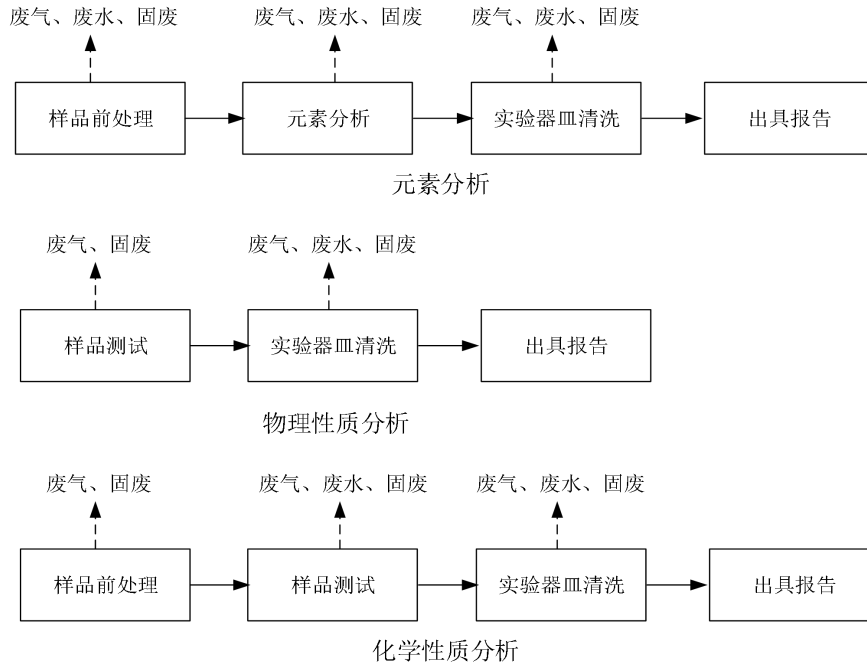 废气、废水、固废 废气、废水、固废 废气、废水、固废
样品前处理 元素分析 实验器皿清洗 出具报告
元素分析
废气、固废 废气、废水、固废
样品测试 实验器皿清洗 出具报告
物理性质分析
废气、固废 废气、废水、固废 废气、废水、固废
样品前处理 样品测试 实验器皿清洗 出具报告
化学性质分析